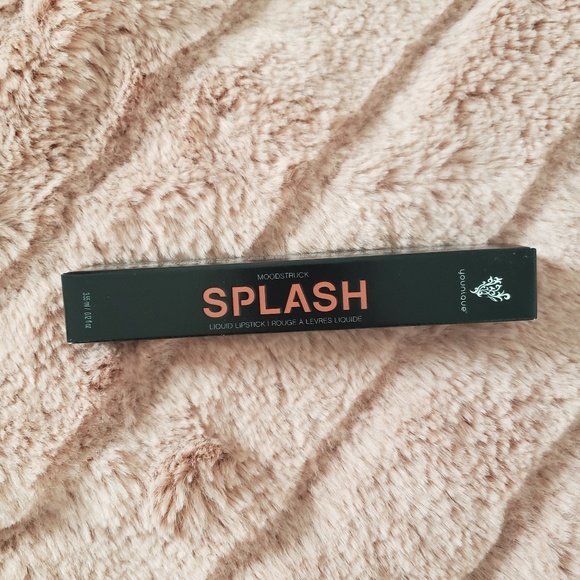 MOODSTRUCK
SPLASH
LIQUID LIPSTICK | ROUGE À LÈVRES LIQUIDE
younique